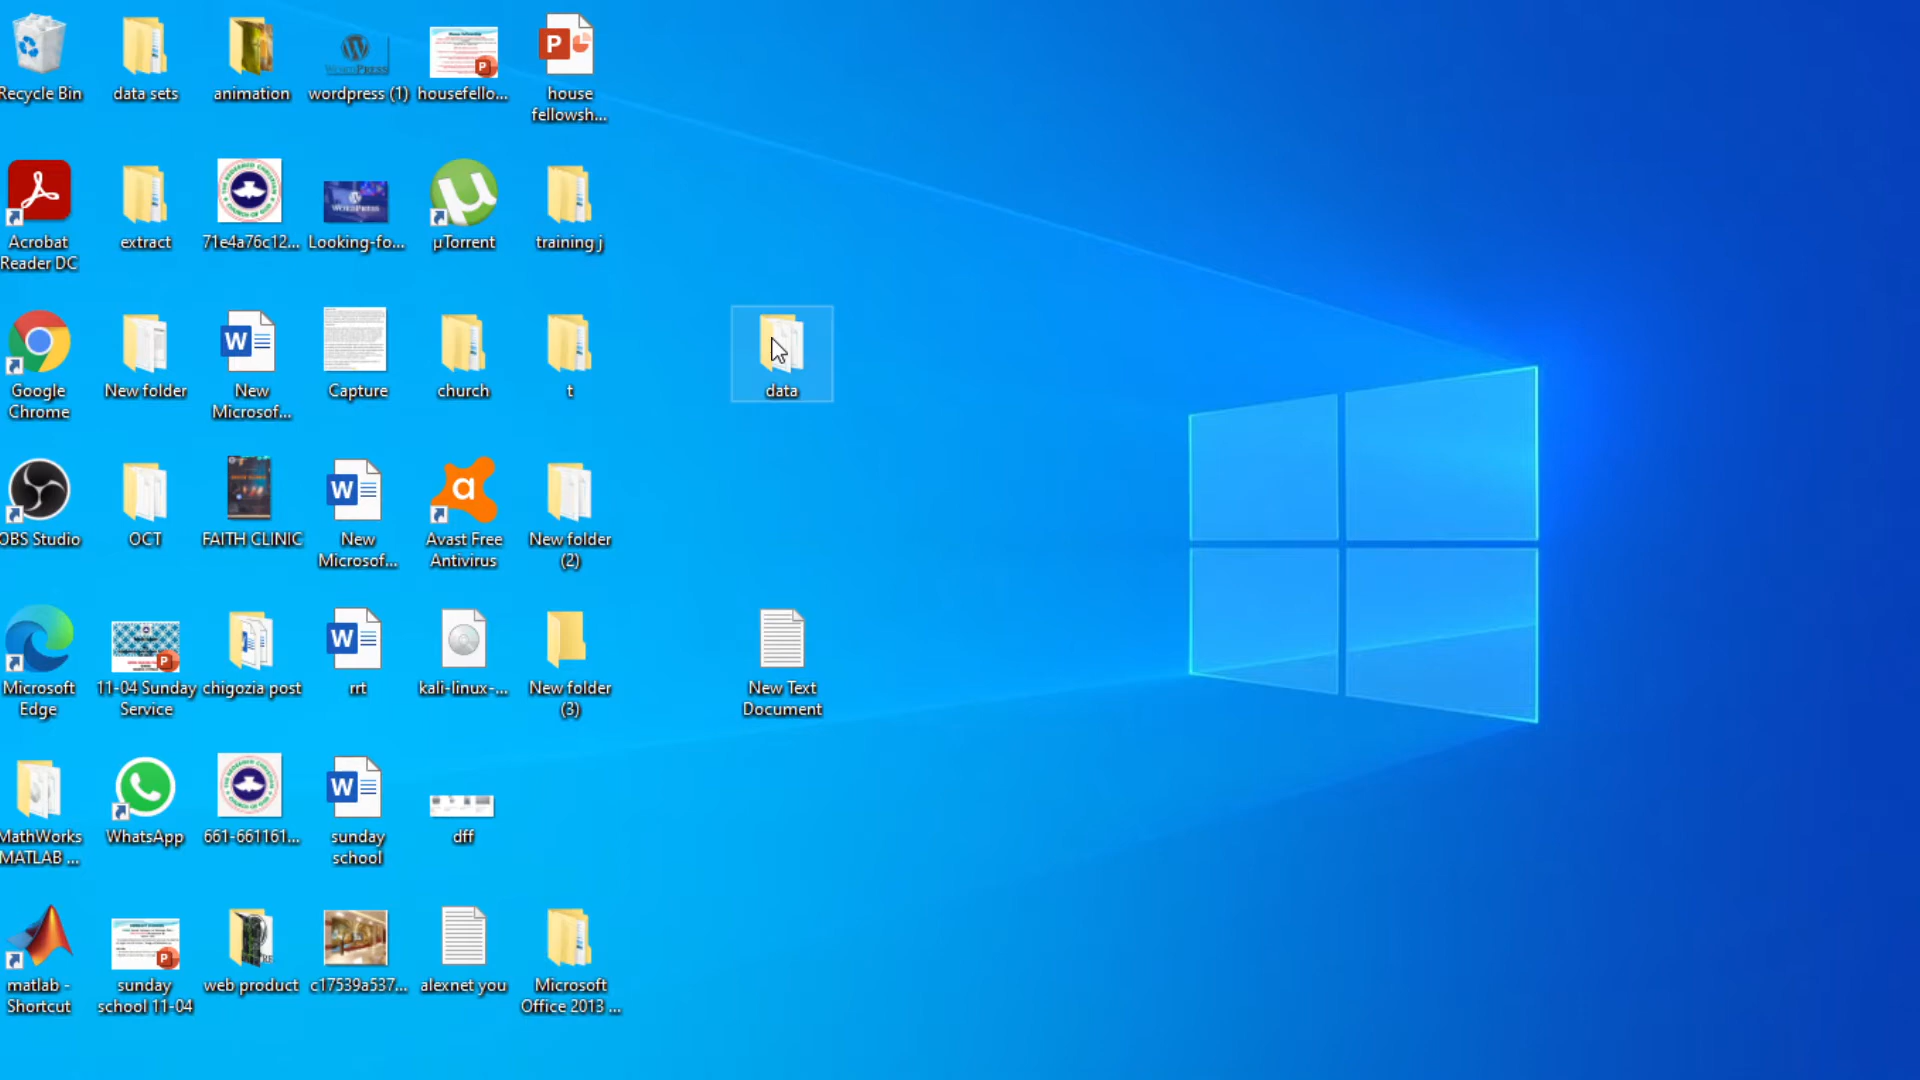 Recycle Bin
data sets
animation
wordpress (1)
housefello...
house
fellowsh...
Acrobat
Reader DC
extract
71e4a76c12...
Looking-fo...
µTorrent
training j
Google
Chrome
New folder
New
Microsof...
Capture
church
t
data
OBS Studio
OCT
FAITH CLINIC
New
Microsof...
Avast Free
Antivirus
New folder
(2)
Microsoft
Edge
11-04 Sunday
Service
chigozia post
rrt
kali-linux-...
New folder
(3)
New Text
Document
MathWorks
MATLAB ...
WhatsApp
661-661161...
sunday
school
dff
matlab -
Shortcut
sunday
school 11-04
web product
c17539a537...
alexnet you
Microsoft
Office 2013 ...